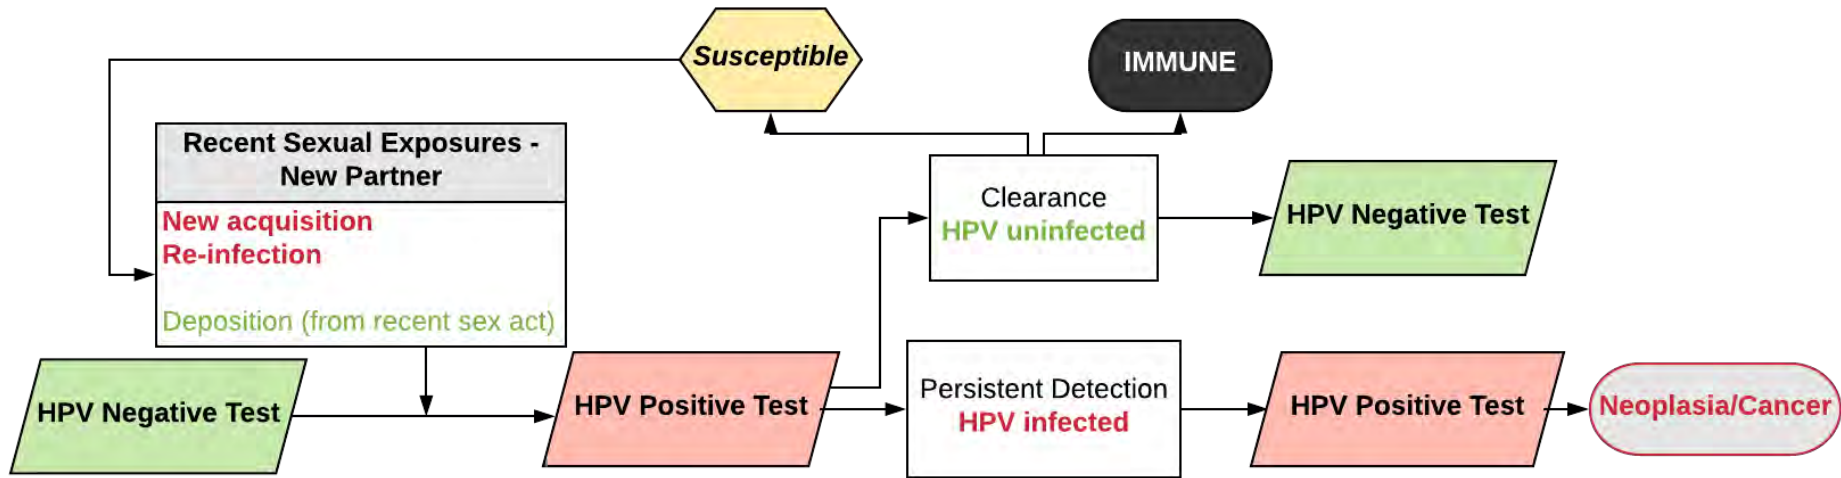 Susceptible
IMMUNE
Recent Sexual Exposures -
New Partner
New acquisition
Re-infection
Deposition (from recent sex act)
Clearance
HPV uninfected
HPV Negative Test
HPV Negative Test
HPV Positive Test
Persistent Detection
HPV infected
HPV Positive Test
Neoplasia/Cancer